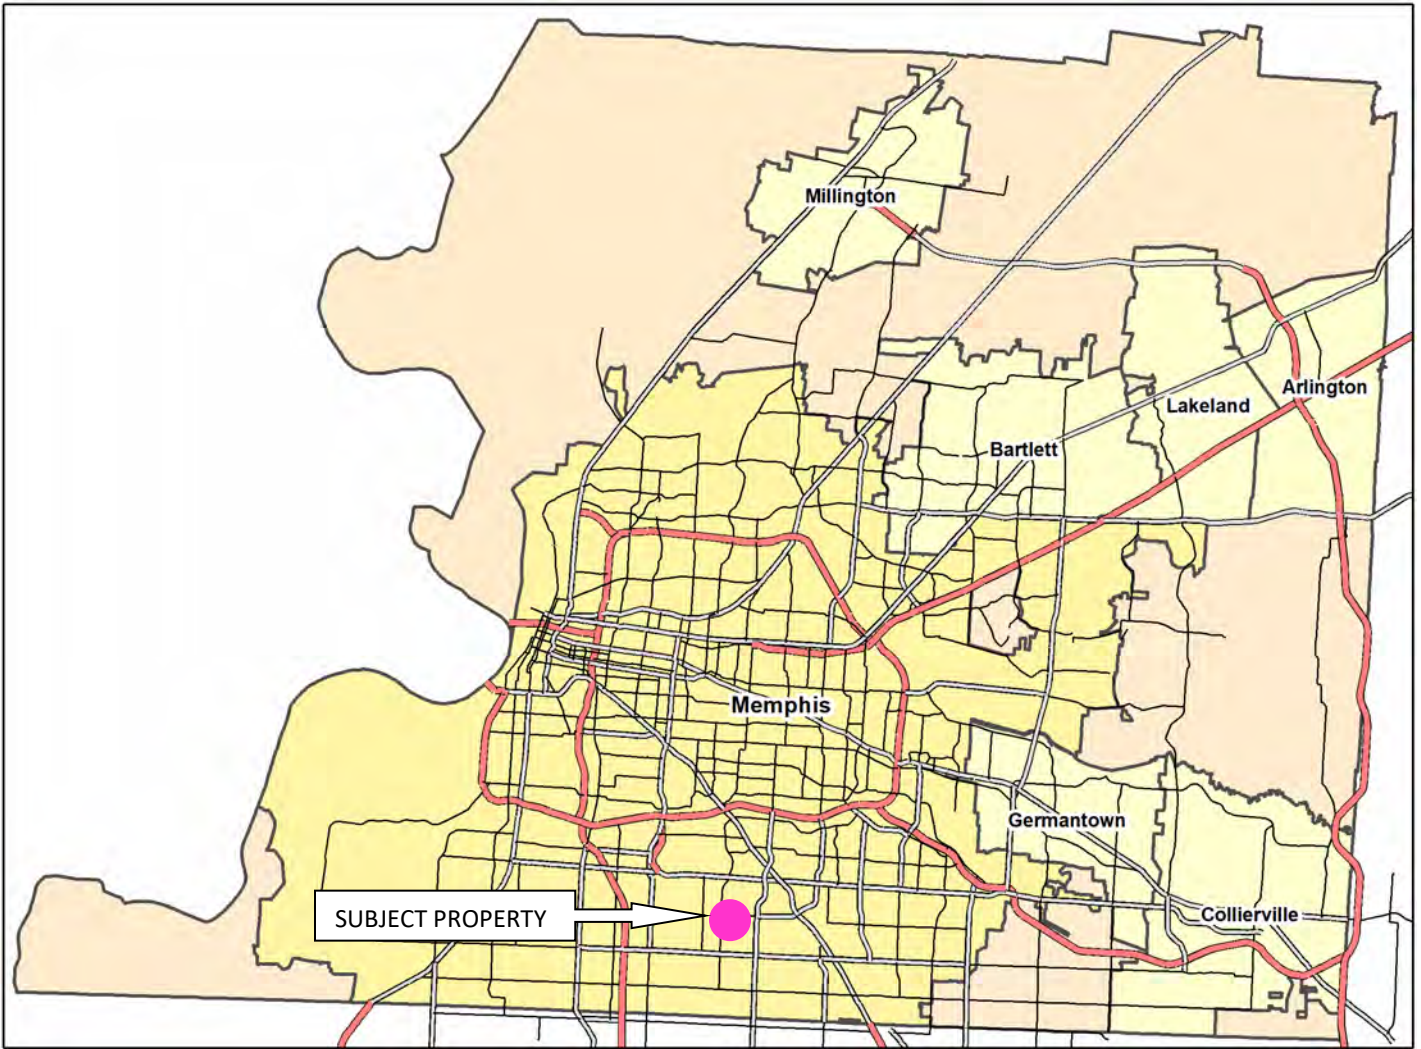 Millington
Arlington
Lakeland
Bartlett
Memphis
Germantown
SUBJECT PROPERTY
Collierville